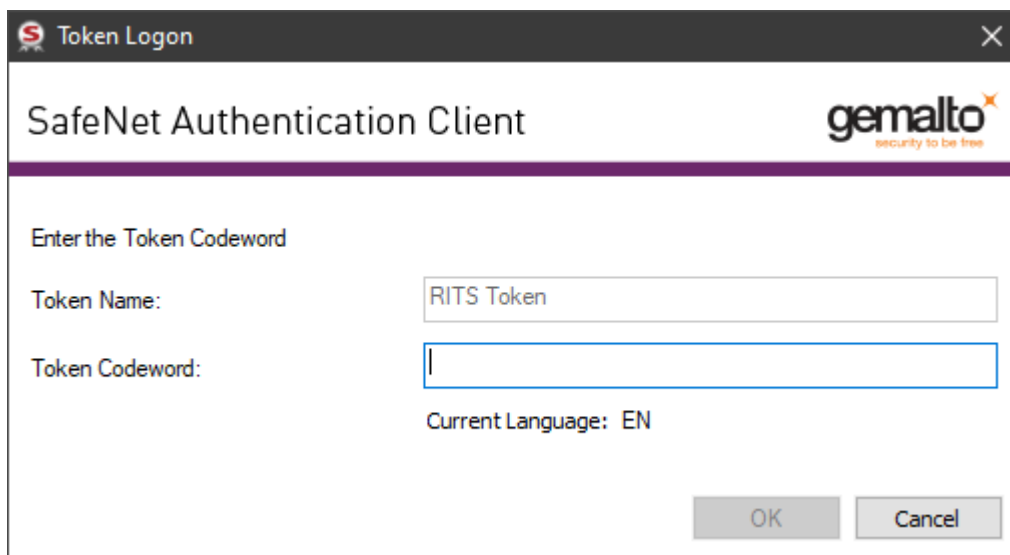 Token Logon
SafeNet Authentication Client
gemalto
security to be free
Enter the Token Codeword
Token Name: RITS Token
Token Codeword:
Current Language: EN
OK Cancel